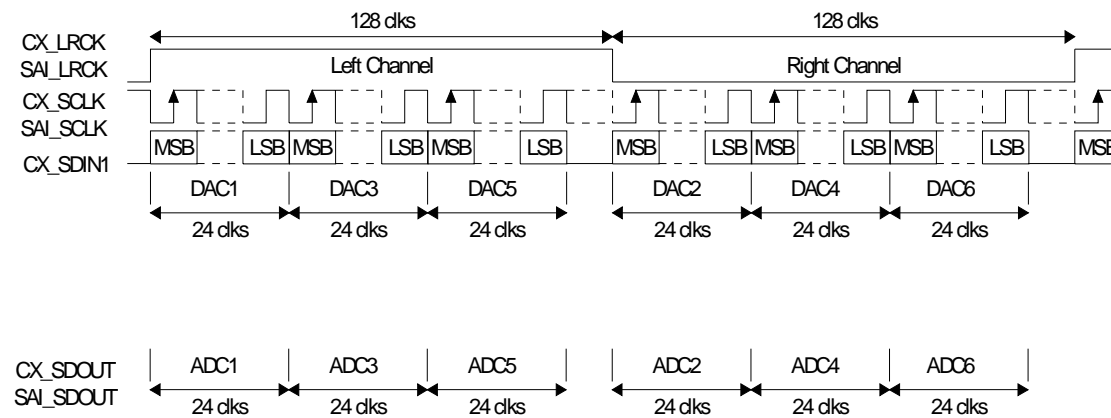 128 clks 128 clks
CX_LRCK
SAI_LRCK Left Channel Right Channel
CX_SCLK
SAI_SCLK
MSB LSB MSB LSB MSB LSB MSB LSB MSB LSB MSB LSB MSB
CX_SDIN1
DAC1 DAC3 DAC5 DAC2 DAC4 DAC6
24 clks 24 clks 24 clks 24 clks 24 clks 24 clks
CX_SDOUT ADC1 ADC3 ADC5 ADC2 ADC4 ADC6
SAI_SDOUT 24 clks 24 clks 24 clks 24 clks 24 clks 24 clks